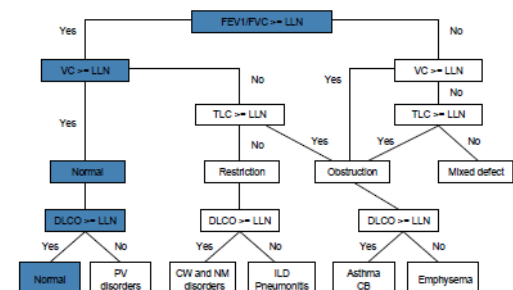 FEV1/FVC >= LLN
Yes
No
VC >= LLN
No
Yes
VC >= LLN
No
TLC >= LLN
TLC >= LLN
Yes
No
Yes
Yes
No
Normal
Restriction
Obstruction
Mixed defect
DLCO >= LLN
DLCO >= LLN
DLCO >= LLN
Yes
No
Yes
No
Yes
No
Normal
PV
disorders
CW and NM
disorders
ILD
Pneumonitis
Asthma
CB
Emphysema